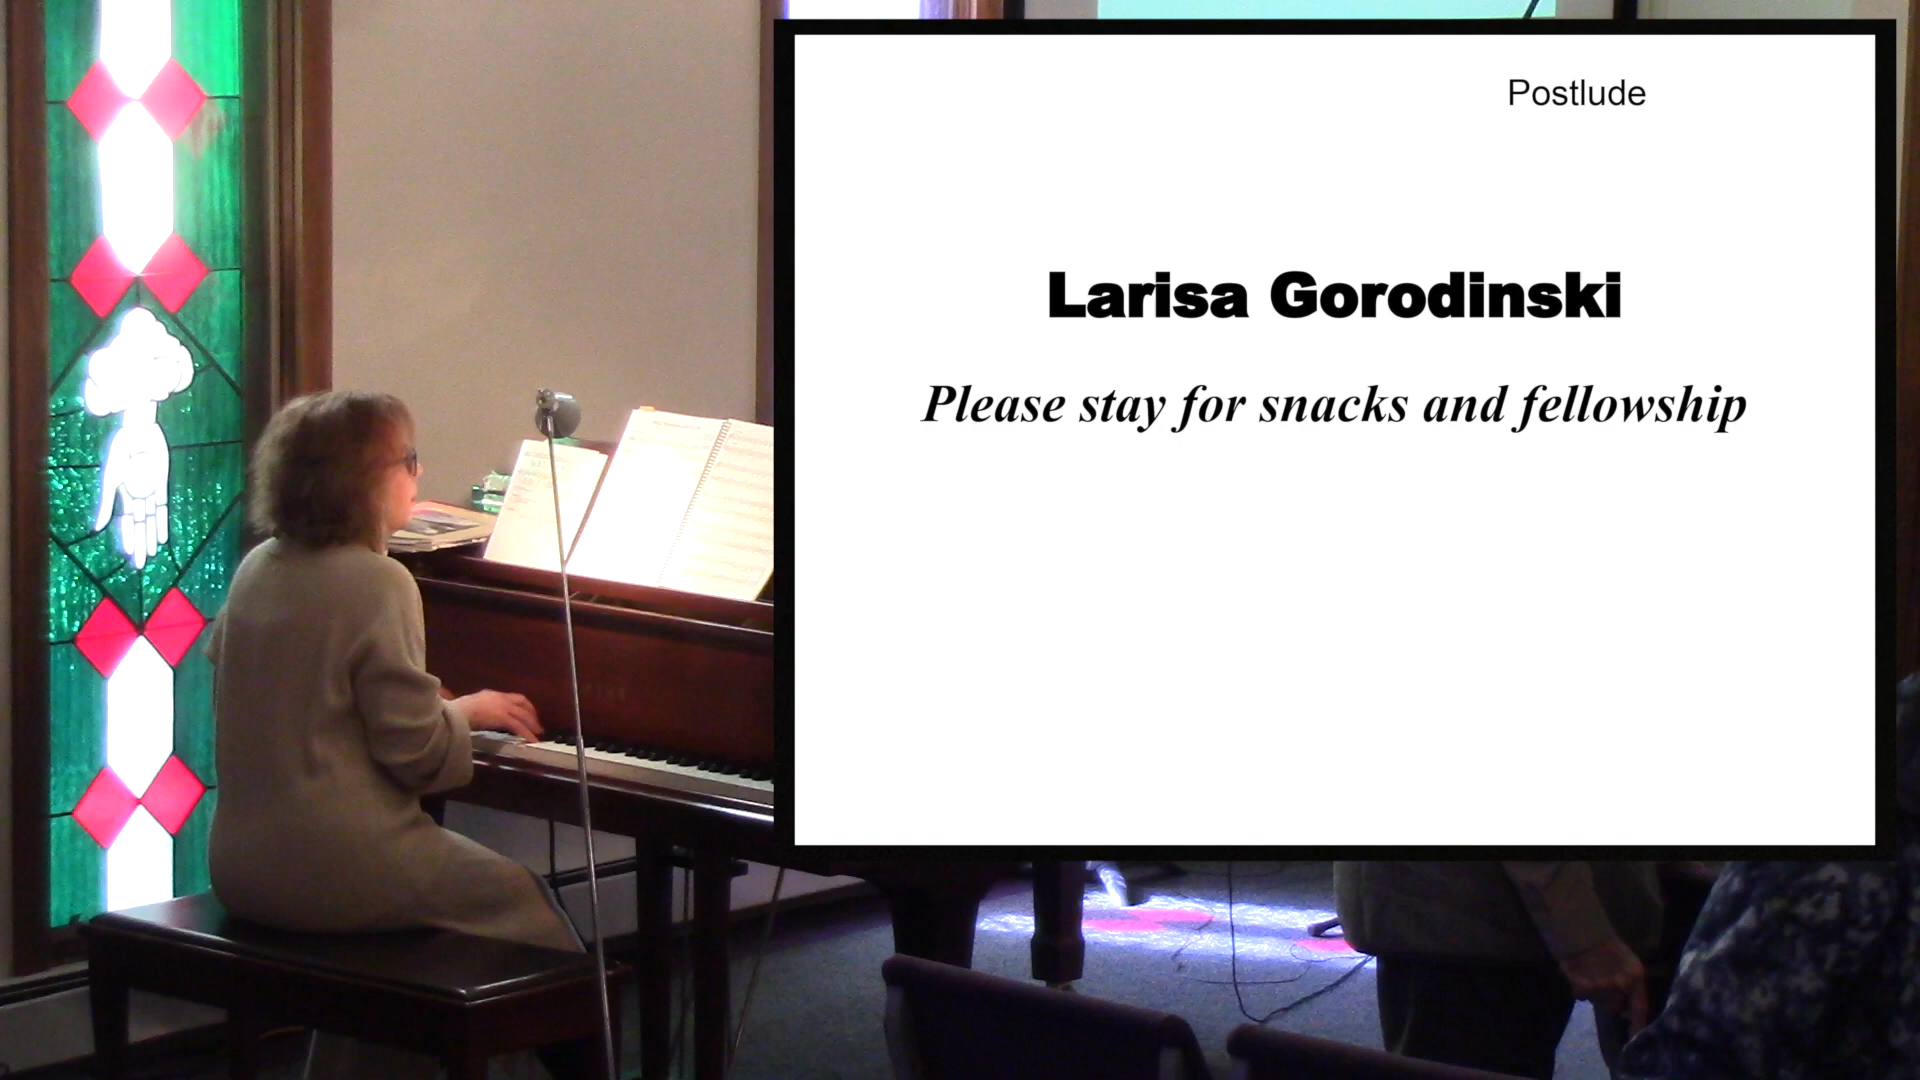 Postlude
Larisa Gorodinski
Please stay for snacks and fellowship